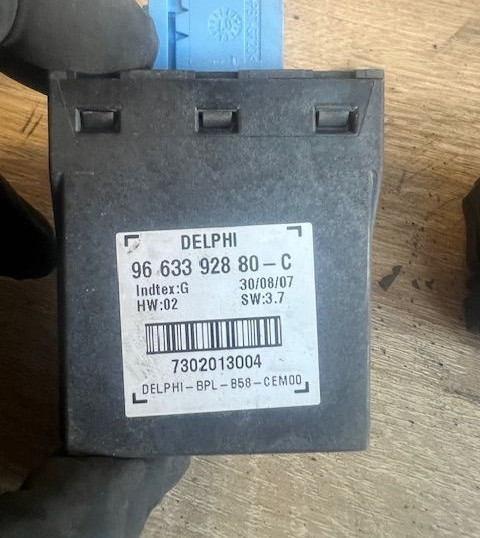 DELPHI
96 633 928 80-C
Indtex:G 30/08/07
HW:02 SW:3.7
7302013004
DELPHI-BPL-B58-CEM00